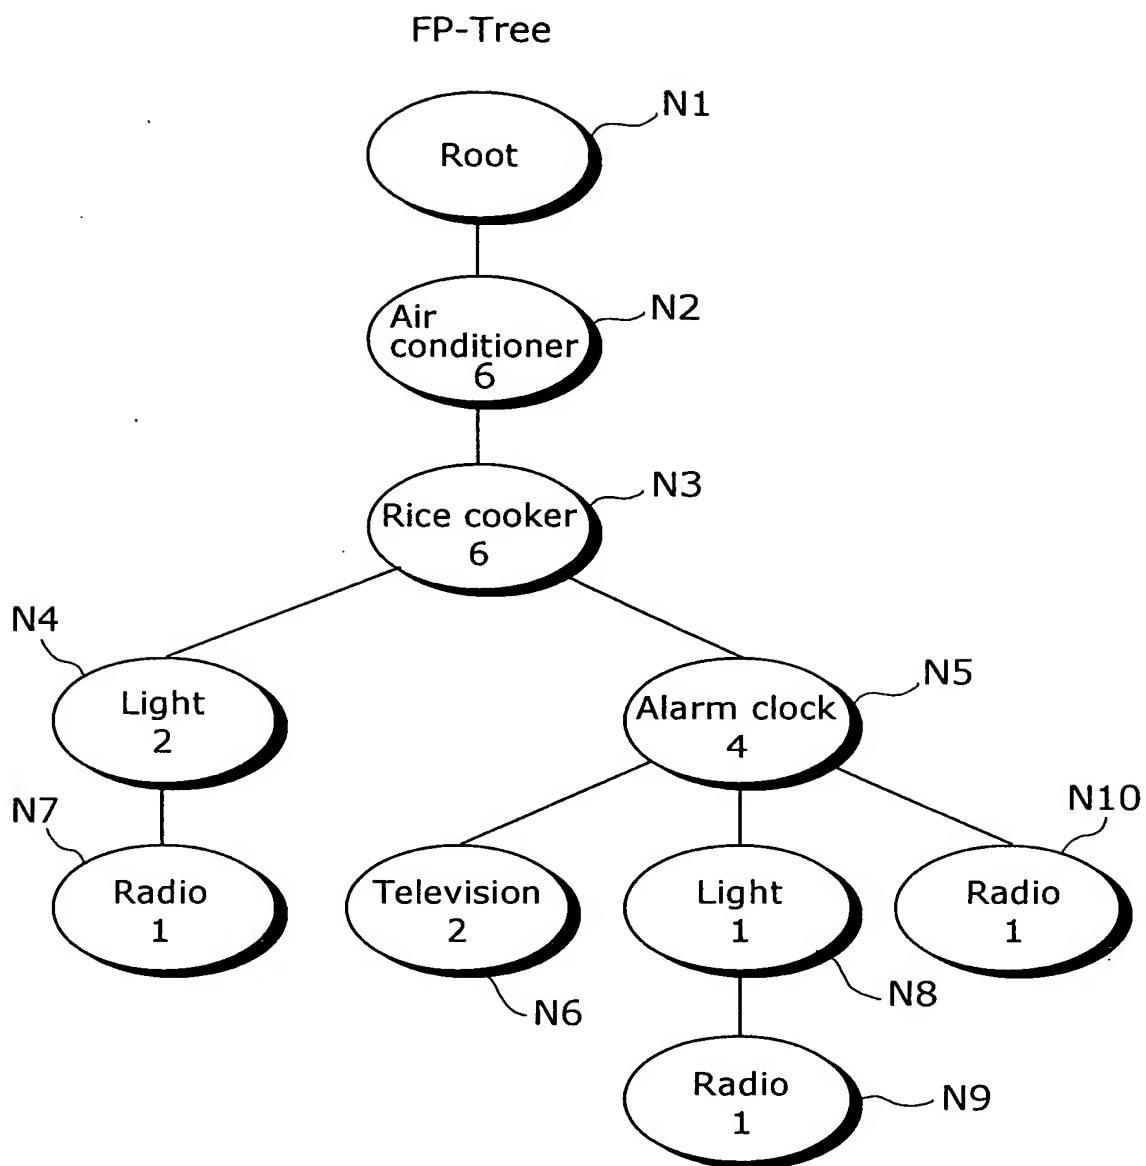 FP-Tree
N1
Root
N2
Air
conditioner
6
N3
Rice cooker
6
N4
Light
2
N5
Alarm clock
4
N7
Radio
1
Television
2
N6
Light
1
N8
N10
Radio
1
Radio
1
N9